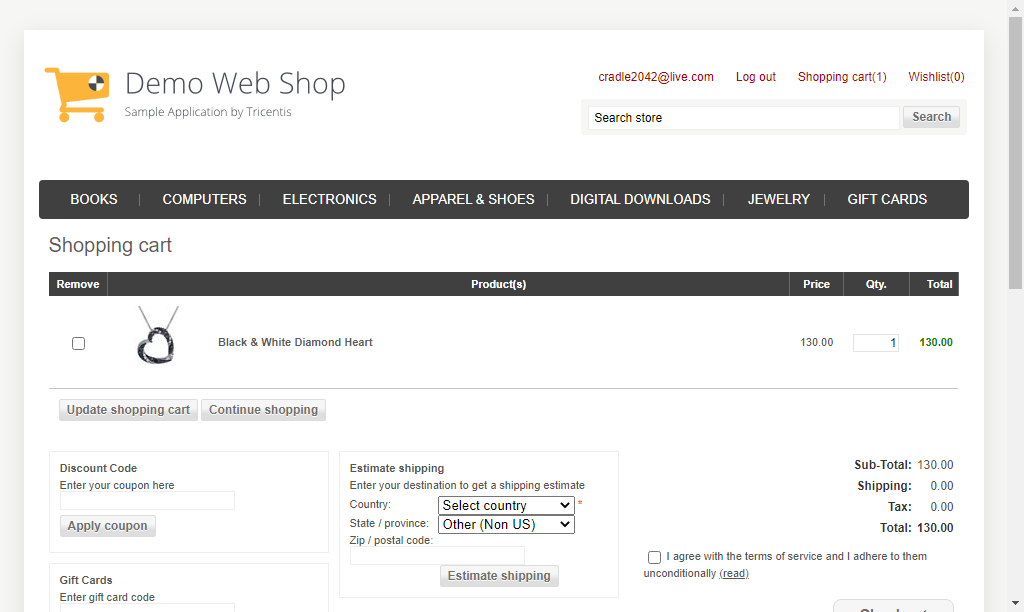 Demo Web Shop
Sample Application by Tricentis
cradle2042@live.com Log out Shopping cart(1) Wishlist(0)
Search store Search
BOOKS COMPUTERS ELECTRONICS APPAREL & SHOES DIGITAL DOWNLOADS JEWELRY GIFT CARDS
Shopping cart
Remove Product(s) Price Qty. Total
Black & White Diamond Heart 130.00 1 130.00
Update shopping cart Continue shopping
Discount Code
Enter your coupon here
Apply coupon
Gift Cards
Enter gift card code
Estimate shipping
Enter your destination to get a shipping estimate
Country: Select country *
State / province: Other (Non US)
Zip / postal code:
Estimate shipping
Sub-Total: 130.00
Shipping: 0.00
Tax: 0.00
Total: 130.00
I agree with the terms of service and I adhere to them
unconditionally (read)